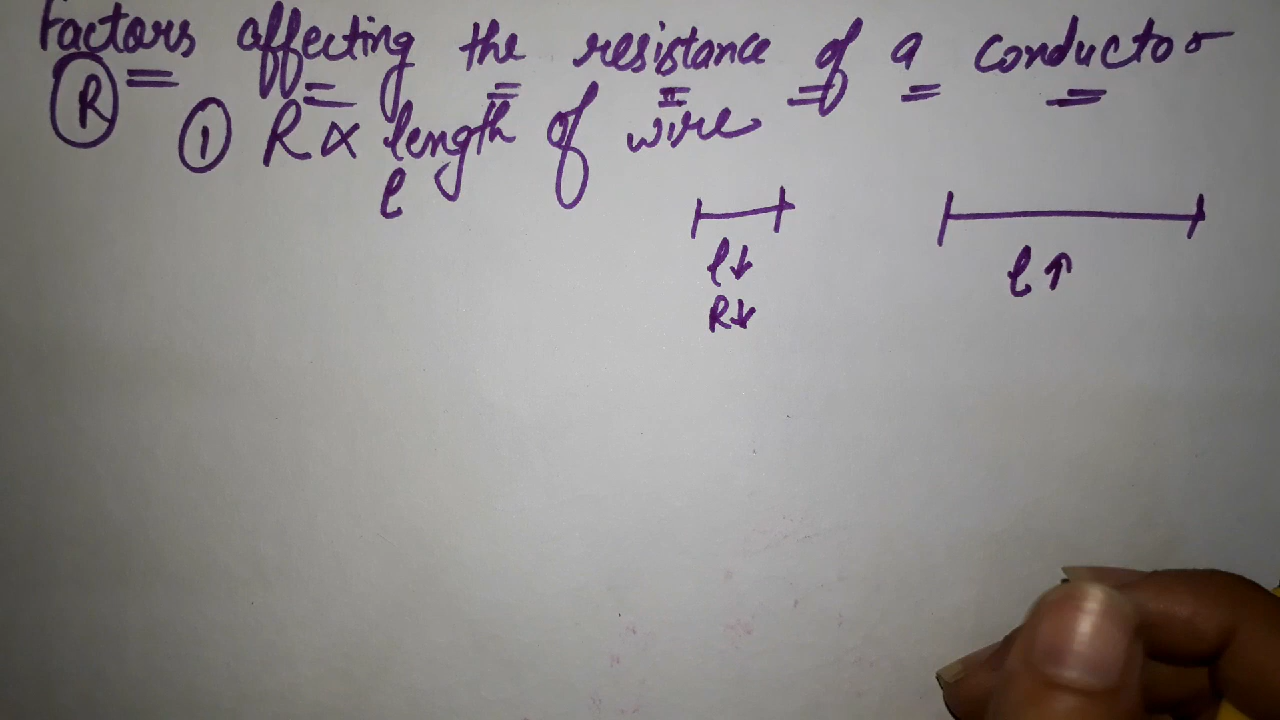 Factors affecting the resistance of a conductor
R
① R ∝ length of wire
l
l↓
R↓
l↑